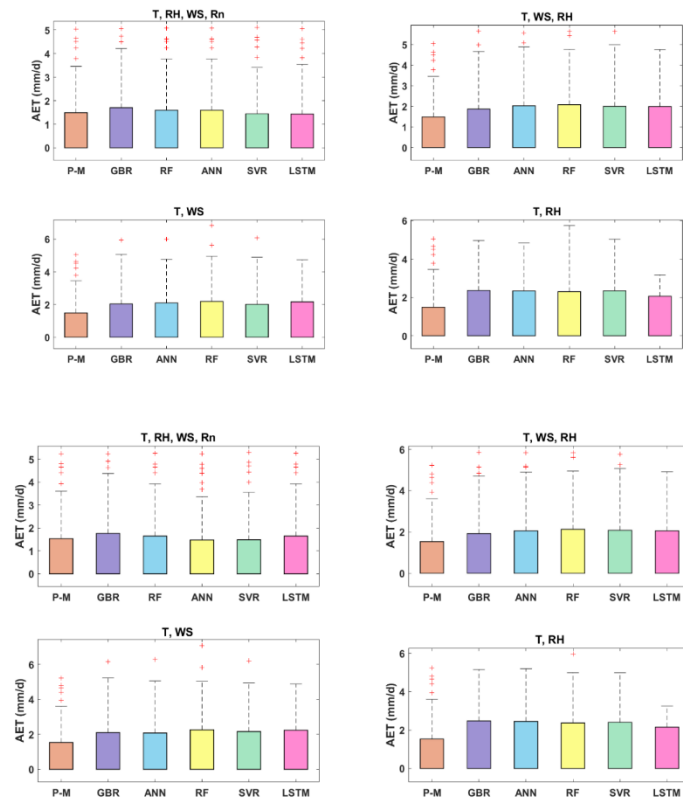 T, RH, WS, Rn
AET (mm/d)
5
4
3
2
1
0
P-M GBR RF ANN SVR LSTM
T, WS, RH
6
5
4
3
2
1
0
P-M GBR ANN RF SVR LSTM
T, WS
AET (mm/d)
6
4
2
0
P-M GBR ANN RF SVR LSTM
T, RH
AET (mm/d)
6
4
2
0
P-M GBR ANN RF SVR LSTM
T, RH, WS, Rn
AET (mm/d)
5
4
3
2
1
0
P-M GBR RF ANN SVR LSTM
T, WS, RH
AET (mm/d)
6
4
2
0
P-M GBR ANN RF SVR LSTM
T, WS
AET (mm/d)
6
4
2
0
P-M GBR ANN RF SVR LSTM
T, RH
AET (mm/d)
6
4
2
0
P-M GBR ANN RF SVR LSTM